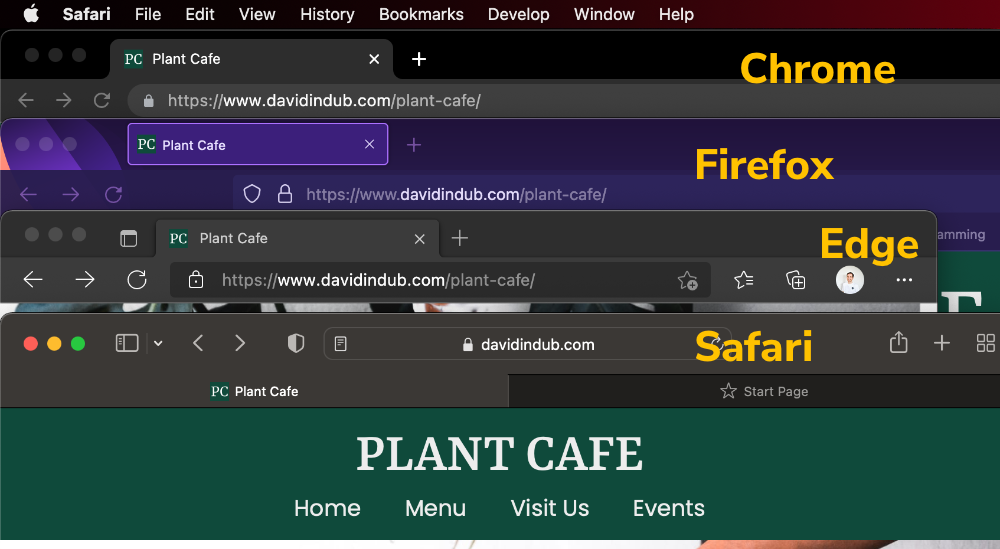 Safari File Edit View History Bookmarks Develop Window Help
PC Plant Cafe
Chrome
https://www.davidindub.com/plant-cafe/
PC Plant Cafe
Firefox
https://www.davidindub.com/plant-cafe/
PC Plant Cafe
amming
Edge
https://www.davidindub.com/plant-cafe/
davidindub.com
Safari
PC Plant Cafe
Start Page
PLANT CAFE
Home Menu Visit Us Events